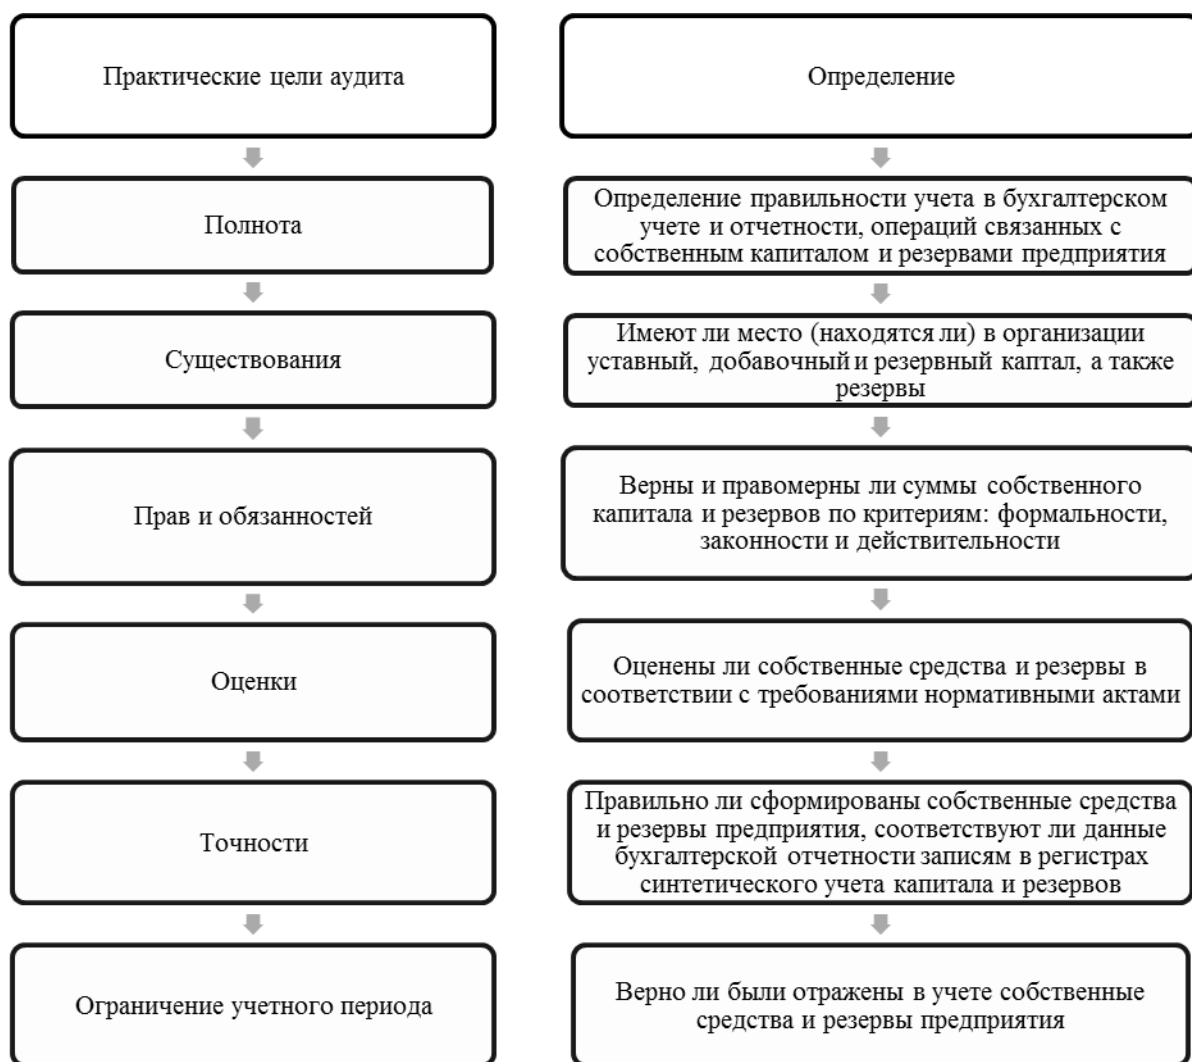 Практические цели аудита
Определение
Полнота
Определение правильности учета в бухгалтерском
учете и отчетности, операций связанных с
собственным капиталом и резервами предприятия
Существования
Имеют ли место (находятся ли) в организации
уставный, добавочный и резервный каптал, а также
резервы
Прав и обязанностей
Верны и правомерны ли суммы собственного
капитала и резервов по критериям: формальности,
законности и действительности
Оценки
Оценены ли собственные средства и резервы в
соответствии с требованиями нормативными актами
Точности
Правильно ли сформированы собственные средства
и резервы предприятия, соответствуют ли данные
бухгалтерской отчетности записям в регистрах
синтетического учета капитала и резервов
Ограничение учетного периода
Верно ли были отражены в учете собственные
средства и резервы предприятия